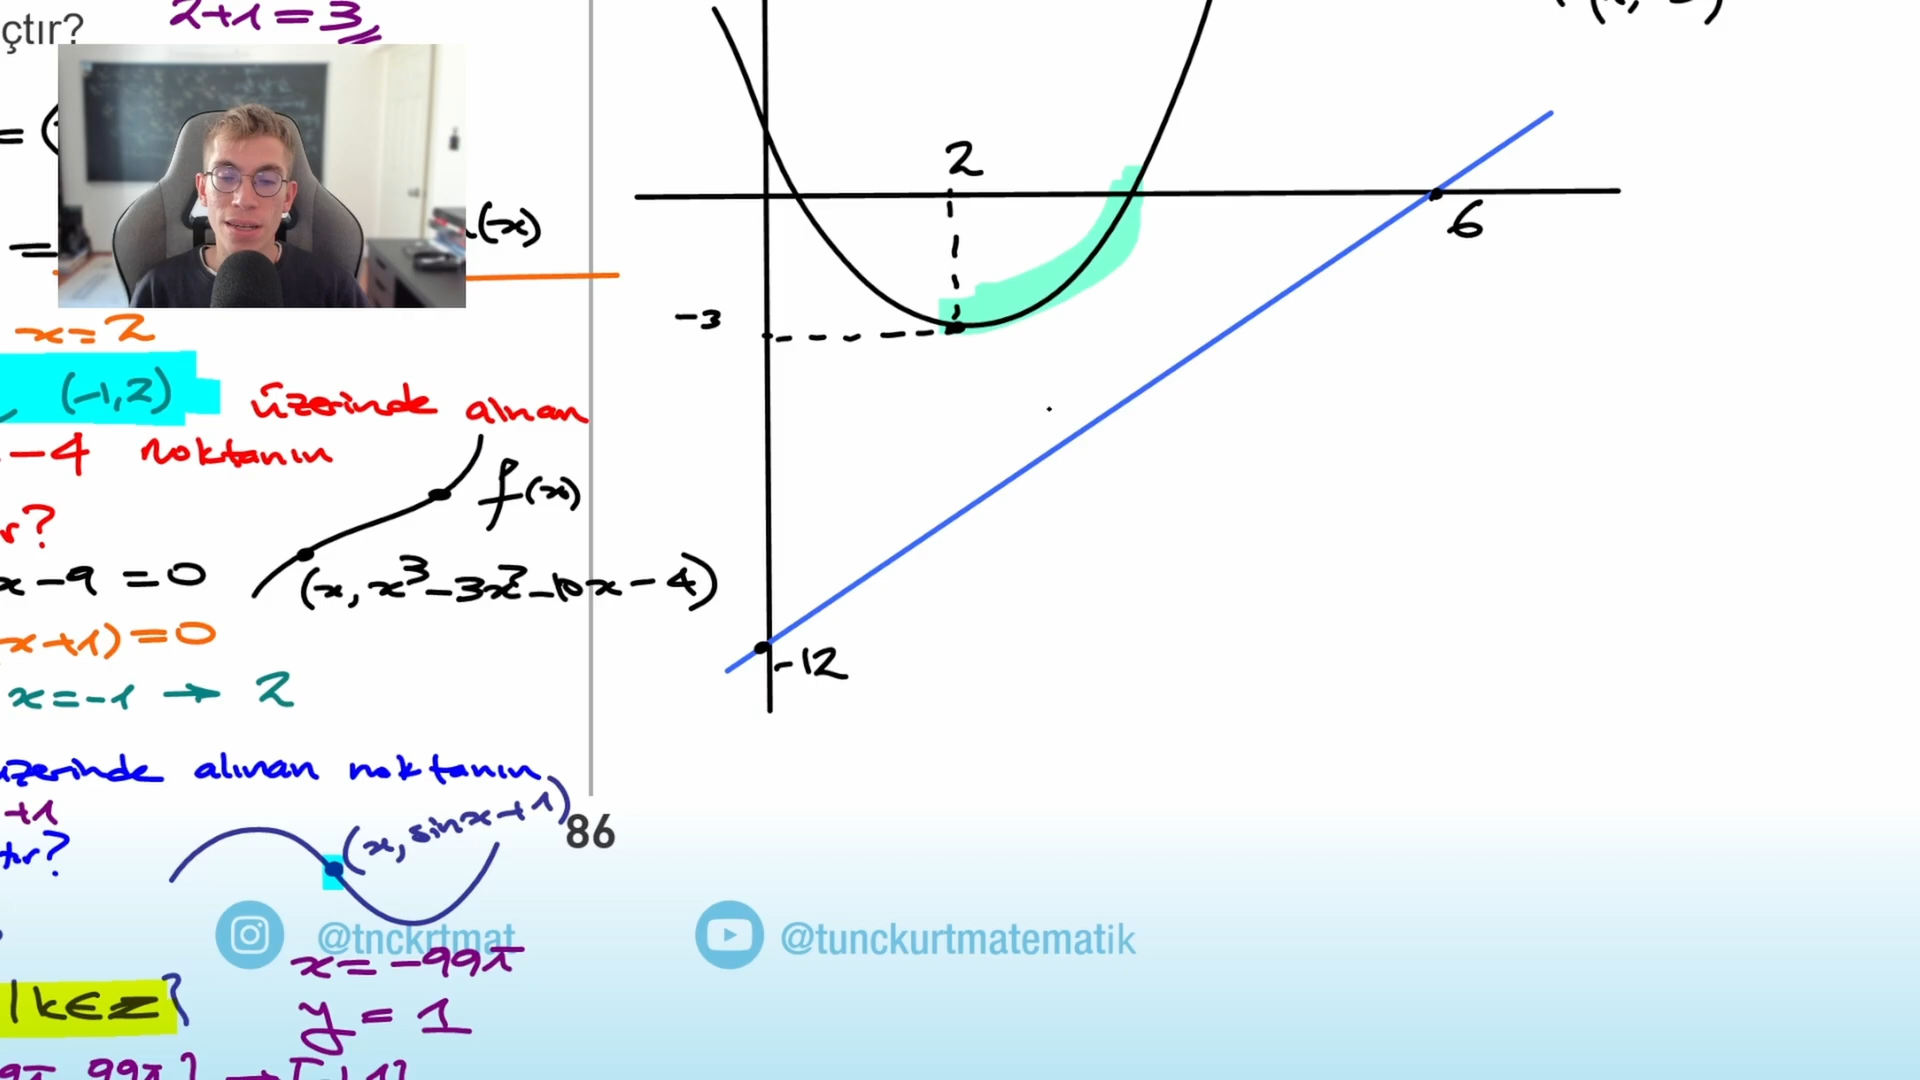 2+1=3
çtır?
= (
(x)
=
x=2
(-1,2) üzerinde alınan
-4 noktanın
r?
f(x)
x-9=0
(x, x³-3x²-10x-4)
x+1)=0
x=-1 → 2
üzerinde alınan noktanın
+1
tır?
(x, sinx+1)
86
@tnckrtmat
@tunckurtmatematik
x=-99π
y=1
| k∈Z}
2
-3
6
-12